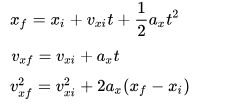 x_f = x_i + v_{xi}t + \frac{1}{2}a_x t^2
v_{xf} = v_{xi} + a_x t
v_{xf}^2 = v_{xi}^2 + 2a_x(x_f − x_i)